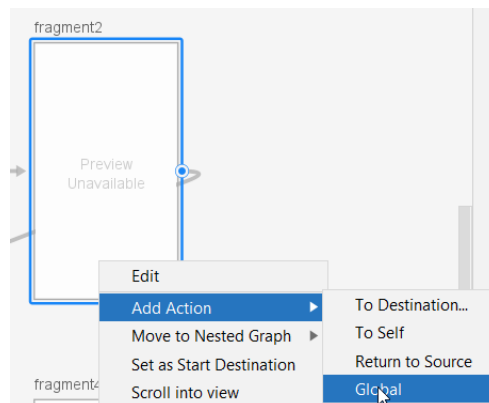 fragment2
Preview
Unavailable
Edit
Add Action
Move to Nested Graph
Set as Start Destination
Scroll into view
To Destination...
To Self
Return to Source
Global
fragment4